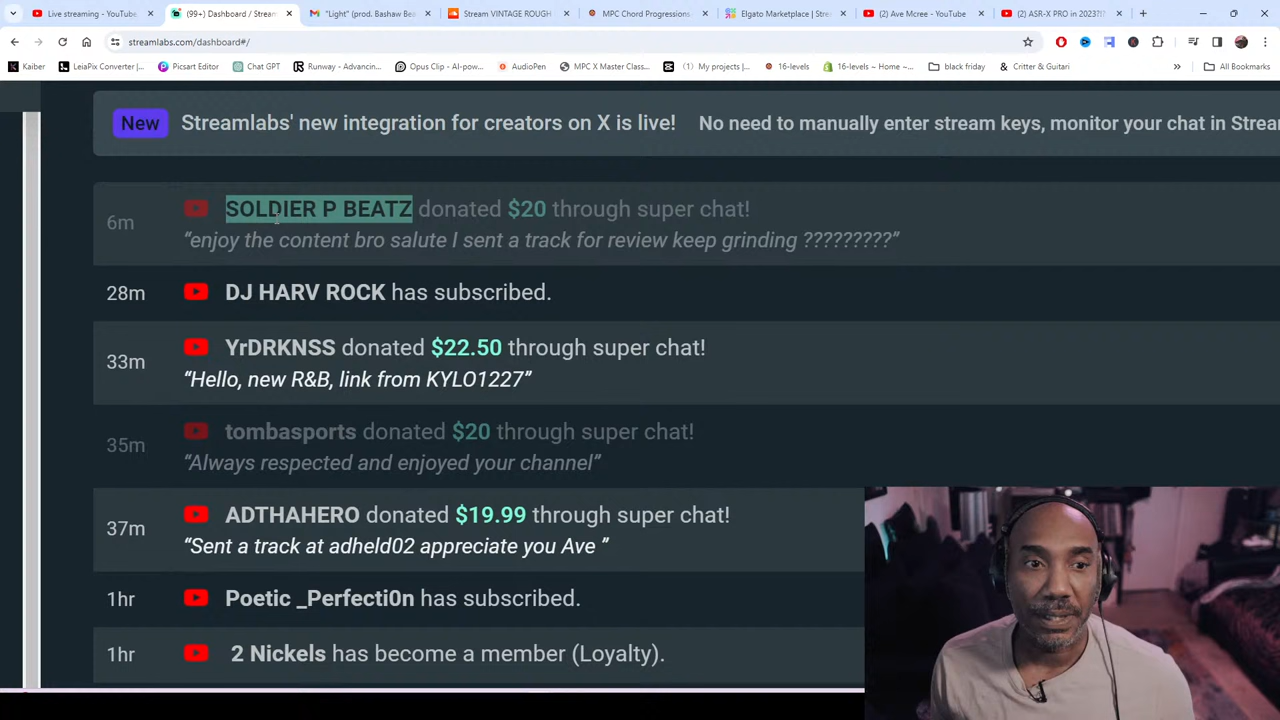 Live streaming - YouTube
(99+) Dashboard / Stream
"Light" (prod. Bashaw Bea
Stream VINTAGE ROUGH
MPC Chord Progressions
Elgato Marketplace | Stre
(2) Ave Mcree - YouTube
(2) ASR-X PRO in 2023?!?
streamlabs.com/dashboard#/
Kaiber
LeiaPix Converter |...
Picsart Editor
Chat GPT
Runway - Advancin...
Opus Clip - AI-pow...
AudioPen
MPC X Master Class...
(1) My projects |...
16-levels
16-levels ~ Home ~...
black friday
Critter & Guitari
All Bookmarks
New Streamlabs' new integration for creators on X is live! No need to manually enter stream keys, monitor your chat in Strea
6m SOLDIER P BEATZ donated $20 through super chat!
“enjoy the content bro salute I sent a track for review keep grinding ?????????”
28m DJ HARV ROCK has subscribed.
33m YrDRKNSS donated $22.50 through super chat!
“Hello, new R&B, link from KYLO1227”
35m tombasports donated $20 through super chat!
“Always respected and enjoyed your channel”
37m ADTHAHERO donated $19.99 through super chat!
“Sent a track at adheld02 appreciate you Ave ”
1hr Poetic _Perfecti0n has subscribed.
1hr 2 Nickels has become a member (Loyalty).